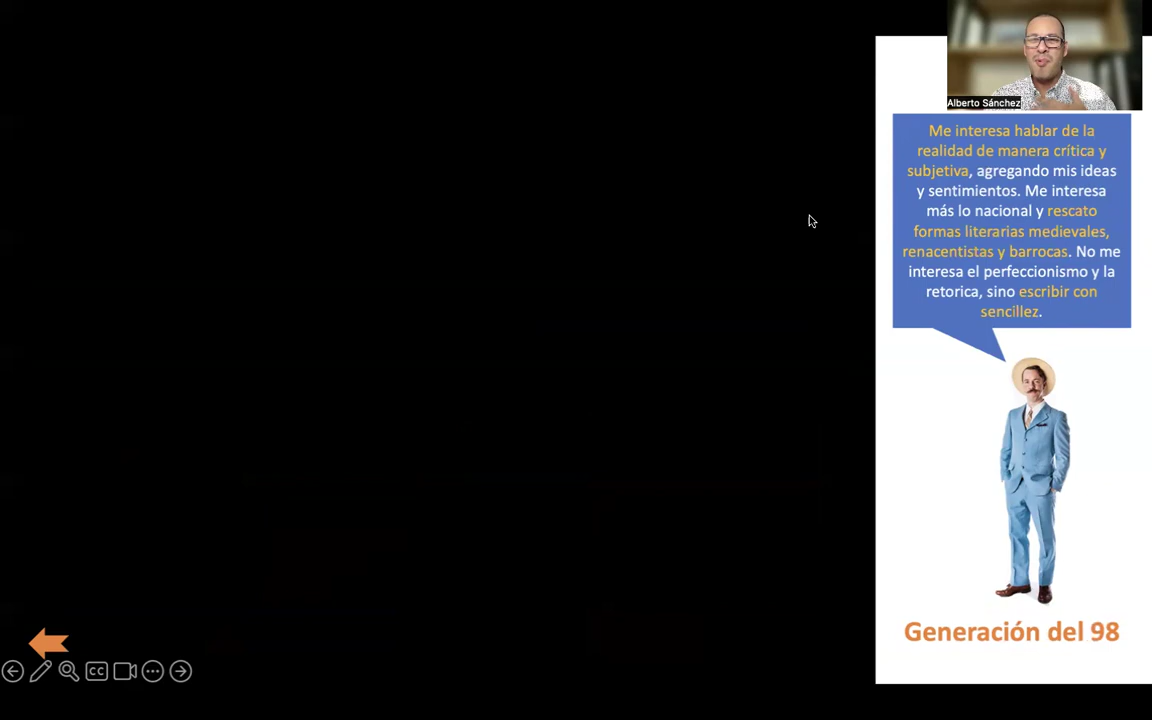 Alberto Sánchez
Me interesa hablar de la
realidad de manera crítica y
subjetiva, agregando mis ideas
y sentimientos. Me interesa
más lo nacional y rescato
formas literarias medievales,
renacentistas y barrocas. No me
interesa el perfeccionismo y la
retorica, sino escribir con
sencillez.
Generación del 98
CC